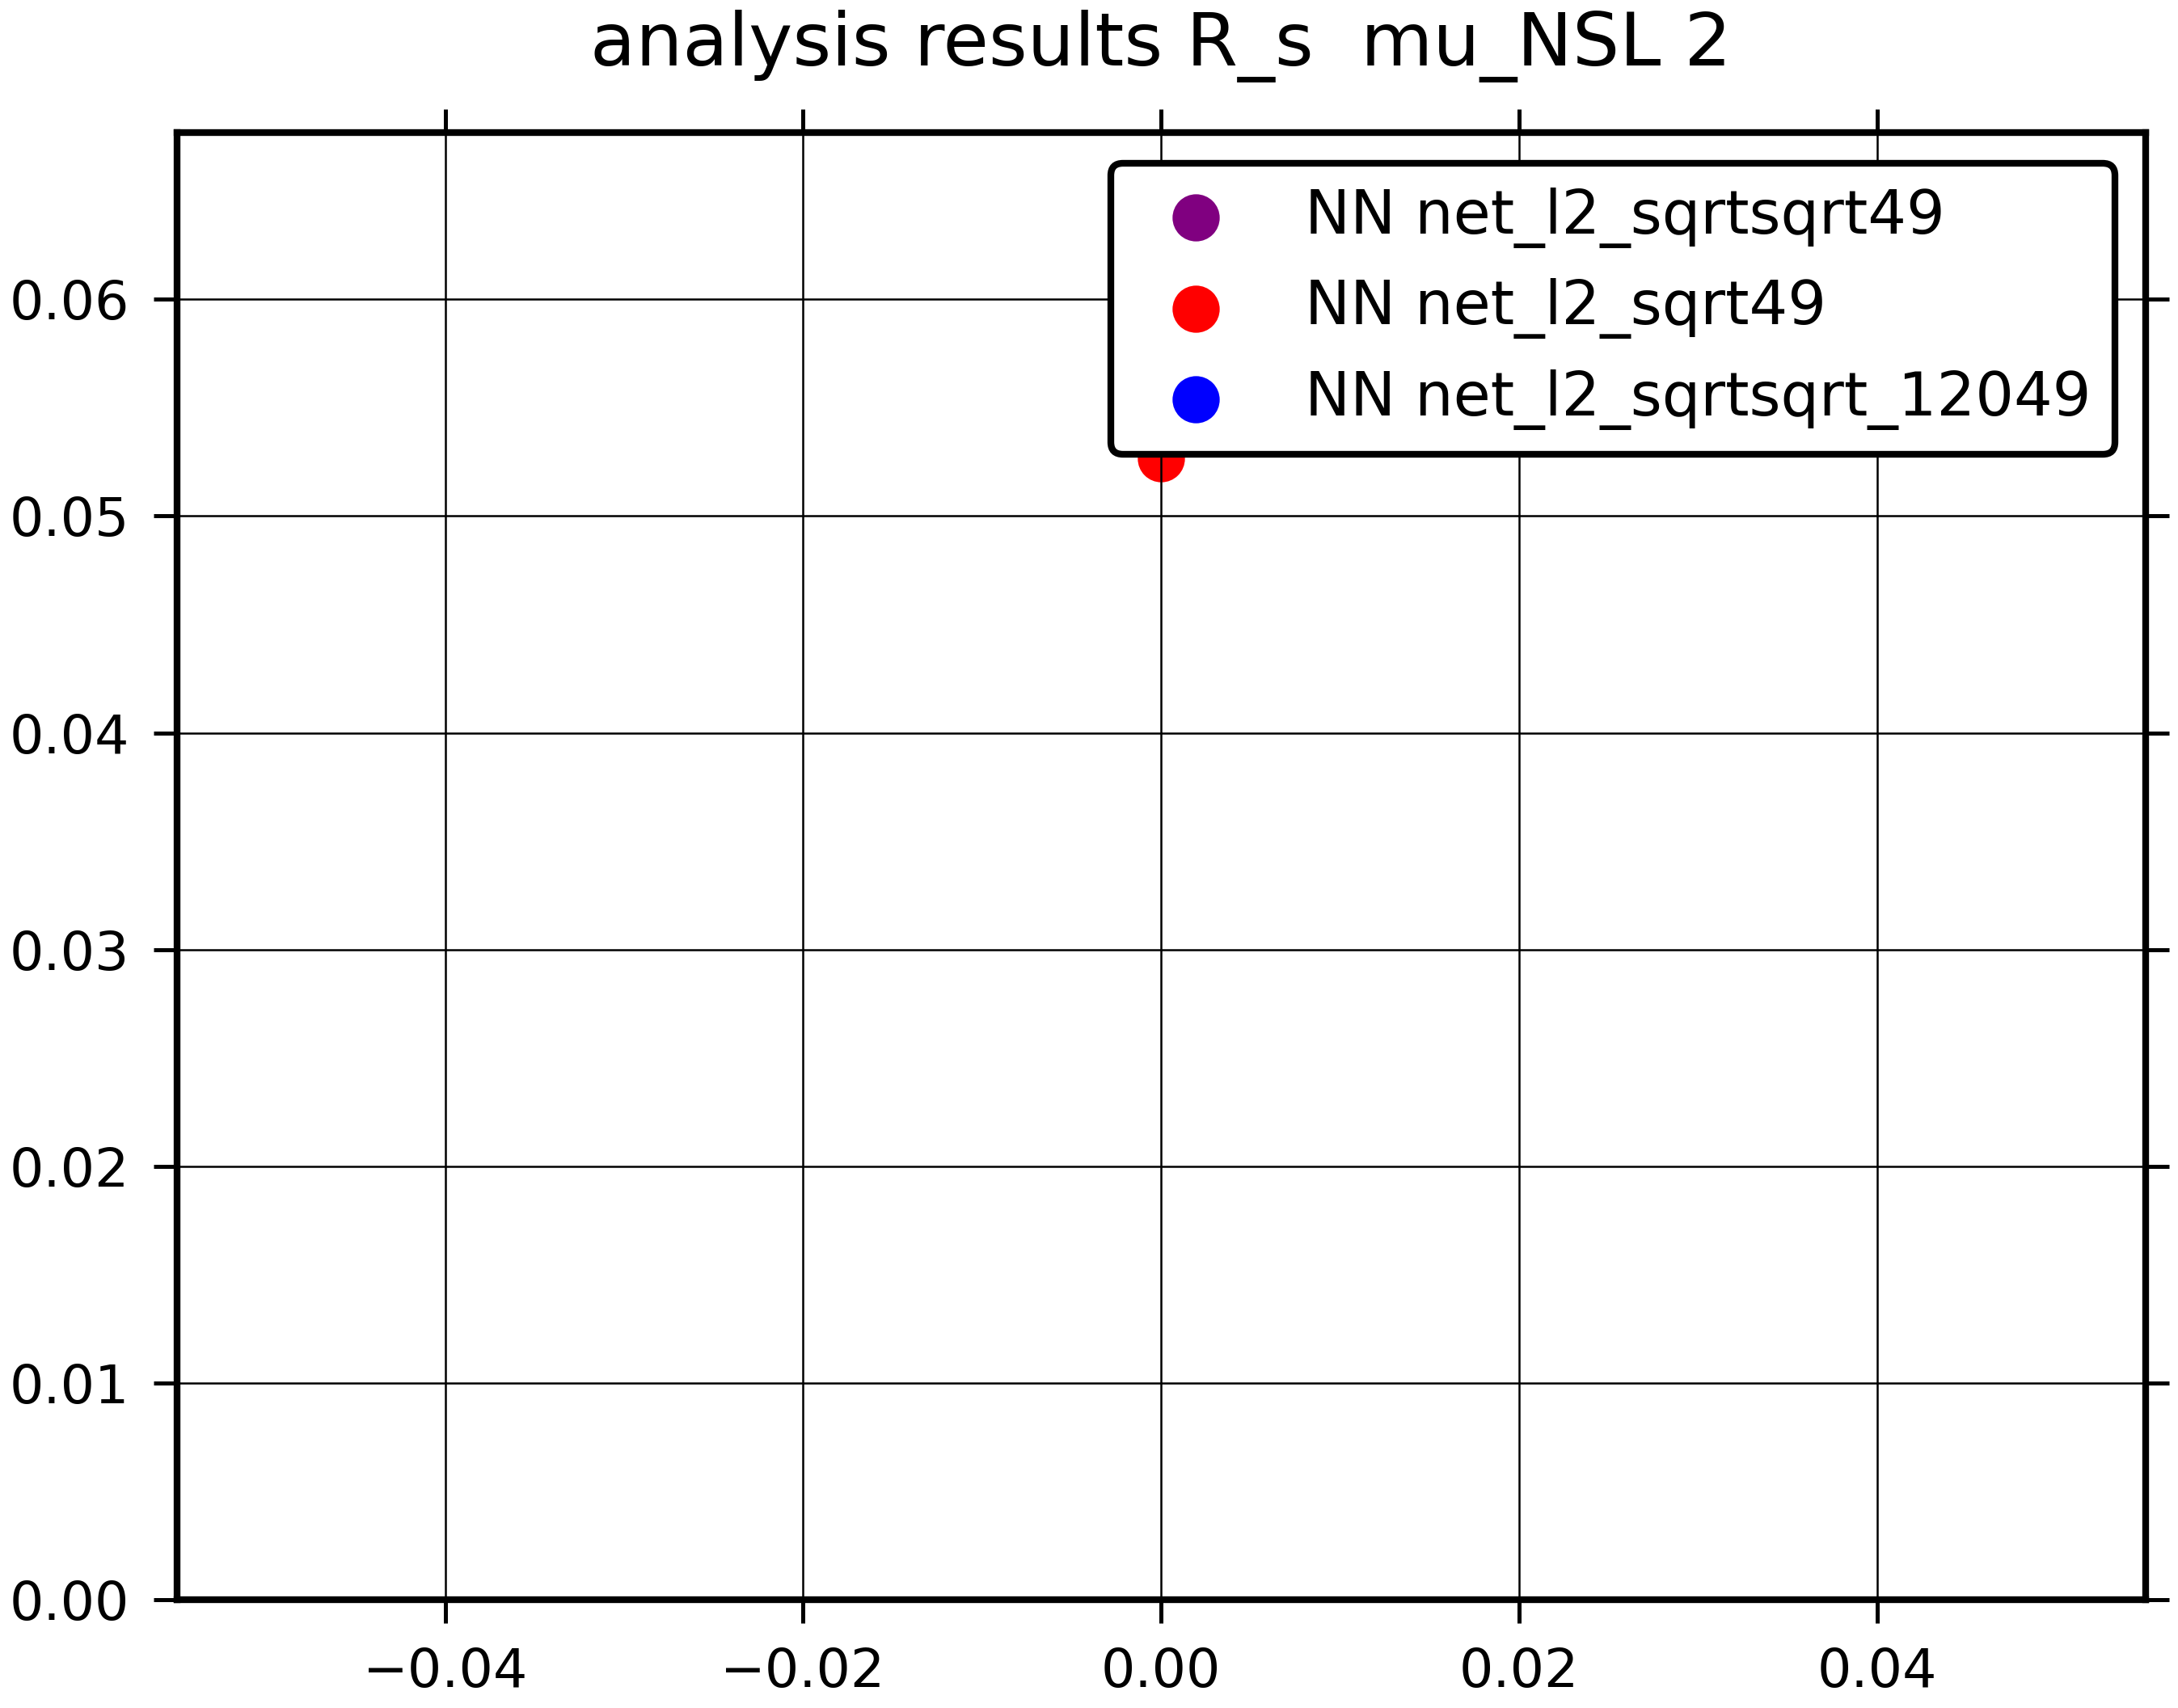 analysis results R_s  mu_NSL 2
NN net_l2_sqrtsqrt49
NN net_l2_sqrt49
NN net_l2_sqrtsqrt_12049
0.06
0.05
0.04
0.03
0.02
0.01
0.00
−0.04 −0.02 0.00 0.02 0.04